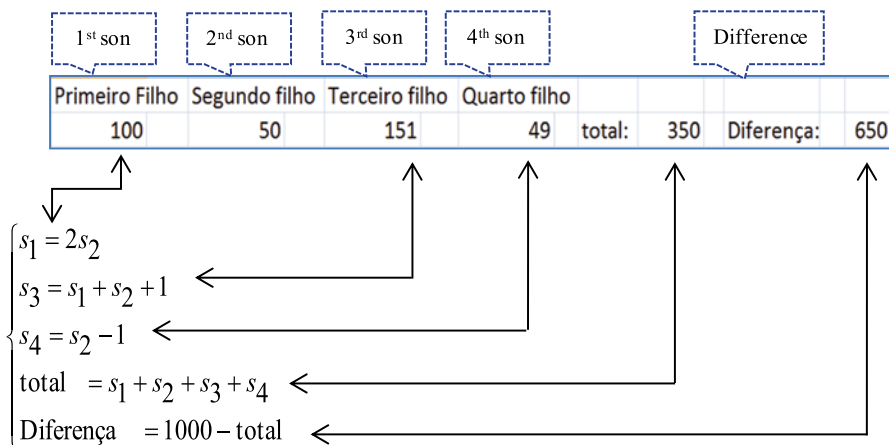 1st son 2nd son 3rd son 4th son Difference
Primeiro Filho Segundo filho Terceiro filho Quarto filho
100 50 151 49 total: 350 Diferença: 650
s1 = 2s2
s3 = s1 + s2 + 1
s4 = s2 − 1
total = s1 + s2 + s3 + s4
Diferença = 1000 − total